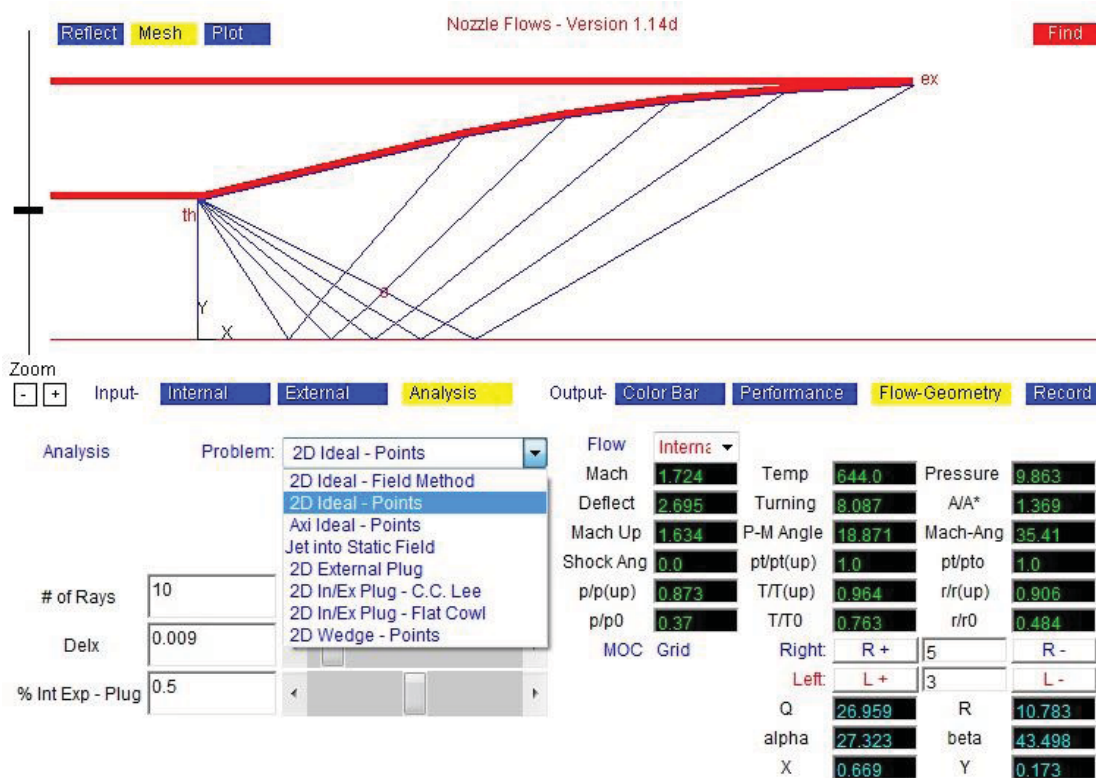 Nozzle Flows - Version 1.14d
Reflect Mesh Plot Find
ex
th
a
Y
X
Zoom
- + Input- Internal External Analysis Output- Color Bar Performance Flow-Geometry Record
Analysis Problem: 2D Ideal - Points
2D Ideal - Field Method
2D Ideal - Points
Axi Ideal - Points
Jet into Static Field
2D External Plug
2D In/Ex Plug - C.C. Lee
2D In/Ex Plug - Flat Cowl
2D Wedge - Points
# of Rays 10
Delx 0.009
% Int Exp - Plug 0.5
Flow Interna
Mach 1.724 Temp 644.0 Pressure 9.863
Deflect 2.695 Turning 8.087 A/A* 1.369
Mach Up 1.634 P-M Angle 18.871 Mach-Ang 35.41
Shock Ang 0.0 pt/pt(up) 1.0 pt/pto 1.0
p/p(up) 0.873 T/T(up) 0.964 r/r(up) 0.906
p/p0 0.37 T/T0 0.763 r/r0 0.484
MOC Grid Right: R + 5 R -
Left: L + 3 L -
Q 26.959 R 10.783
alpha 27.323 beta 43.498
X 0.669 Y 0.173